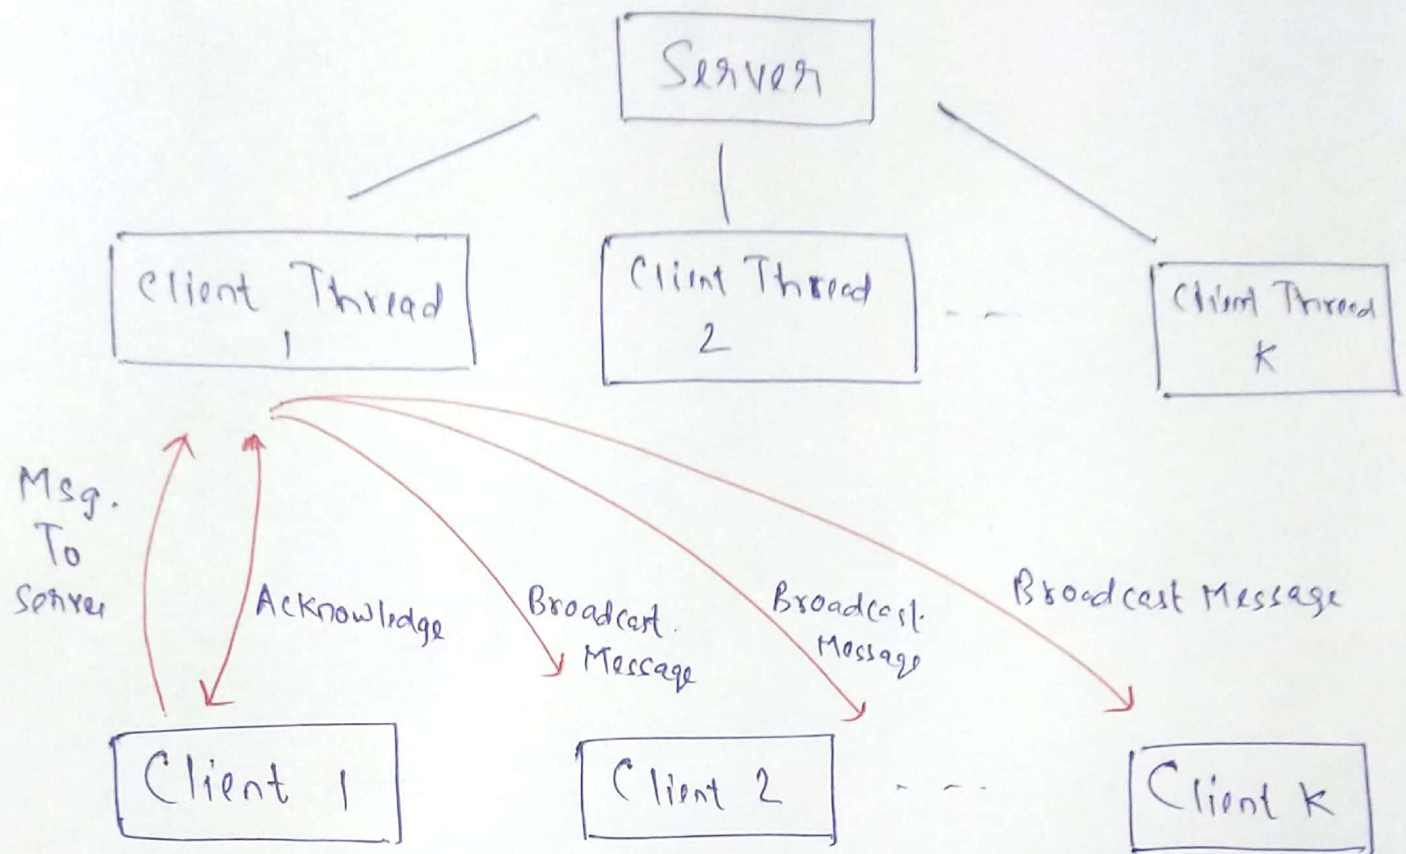 Server
Client Thread
1
Client Thread
2
Client Thread
K
Msg.
To
Server
Acknowledge
Broadcast
Message
Broadcast
Message
Broadcast Message
Client 1
Client 2
Client K